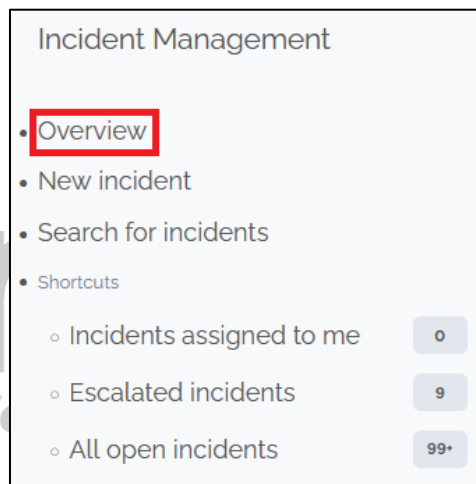 Incident Management
Overview
New incident
Search for incidents
Shortcuts
Incidents assigned to me 0
Escalated incidents 9
All open incidents 99+